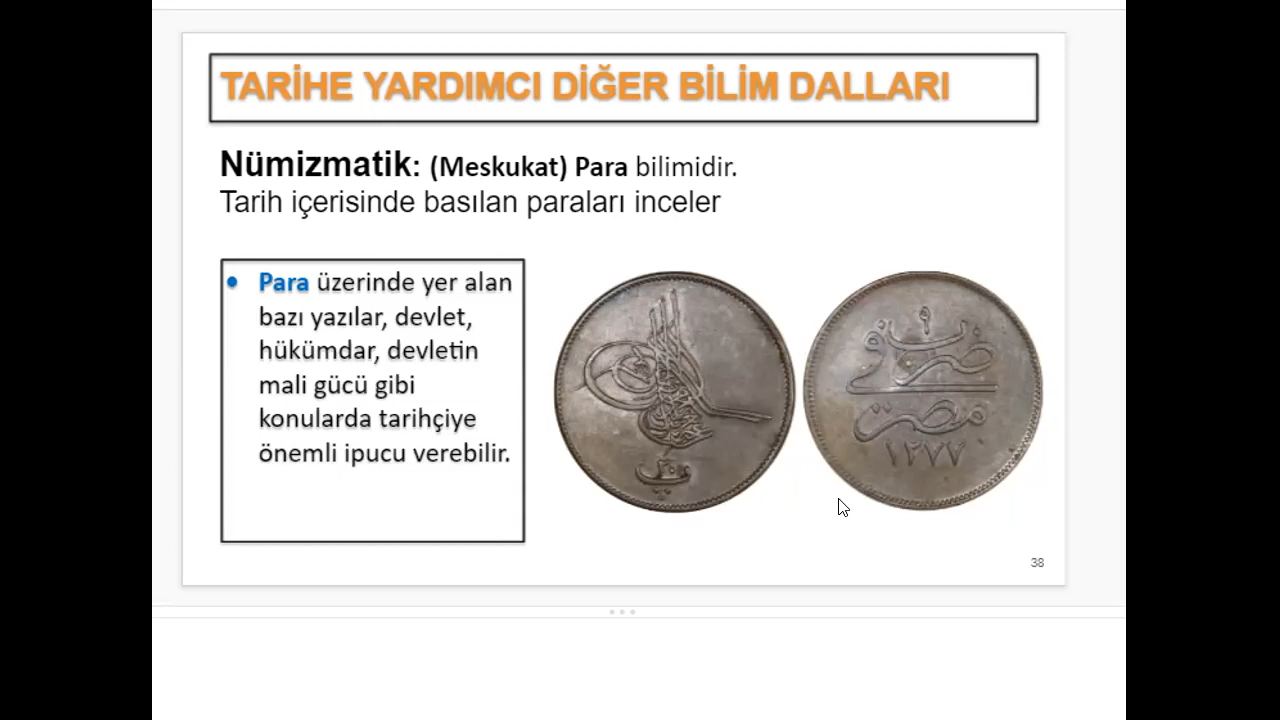 TARİHE YARDIMCI DİĞER BİLİM DALLARI
Nümizmatik: (Meskukat) Para bilimidir.
Tarih içerisinde basılan paraları inceler
• Para üzerinde yer alan
bazı yazılar, devlet,
hükümdar, devletin
mali gücü gibi
konularda tarihçiye
önemli ipucu verebilir.
٩
ضرب فى
مصر
١٢٧٧
38